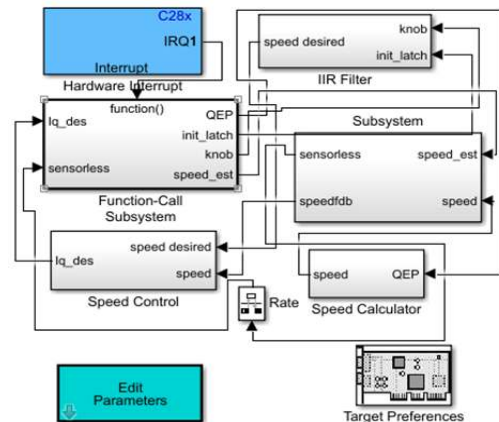 C28x
IRQ1
Interrupt
Hardware Interrupt
knob
speed desired
init_latch
IIR Filter
function()
Iq_des
QEP
init_latch
knob
sensorless
speed_est
Function-Call
Subsystem
Subsystem
sensorless
speed_est
speedfdb
speed
speed desired
Iq_des
speed
Speed Control
Rate
speed
QEP
Speed Calculator
Edit
Parameters
Target Preferences